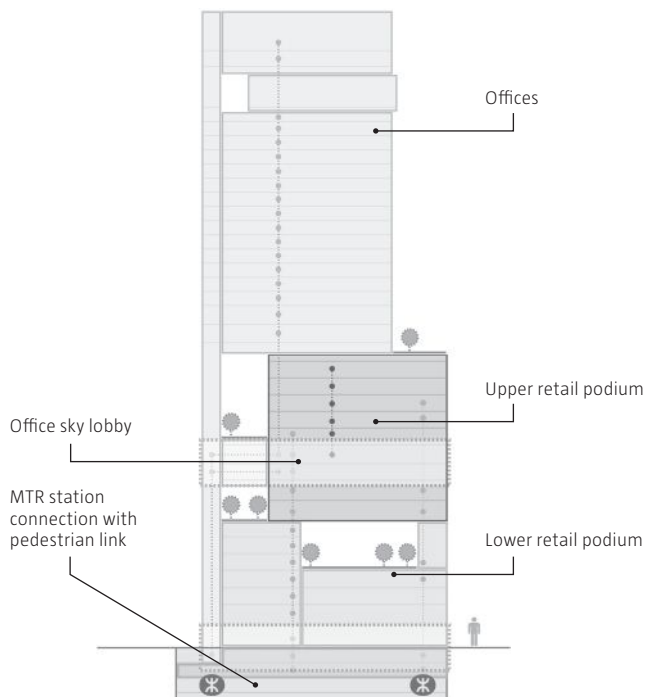 Offices
Upper retail podium
Office sky lobby
MTR station
connection with
pedestrian link
Lower retail podium